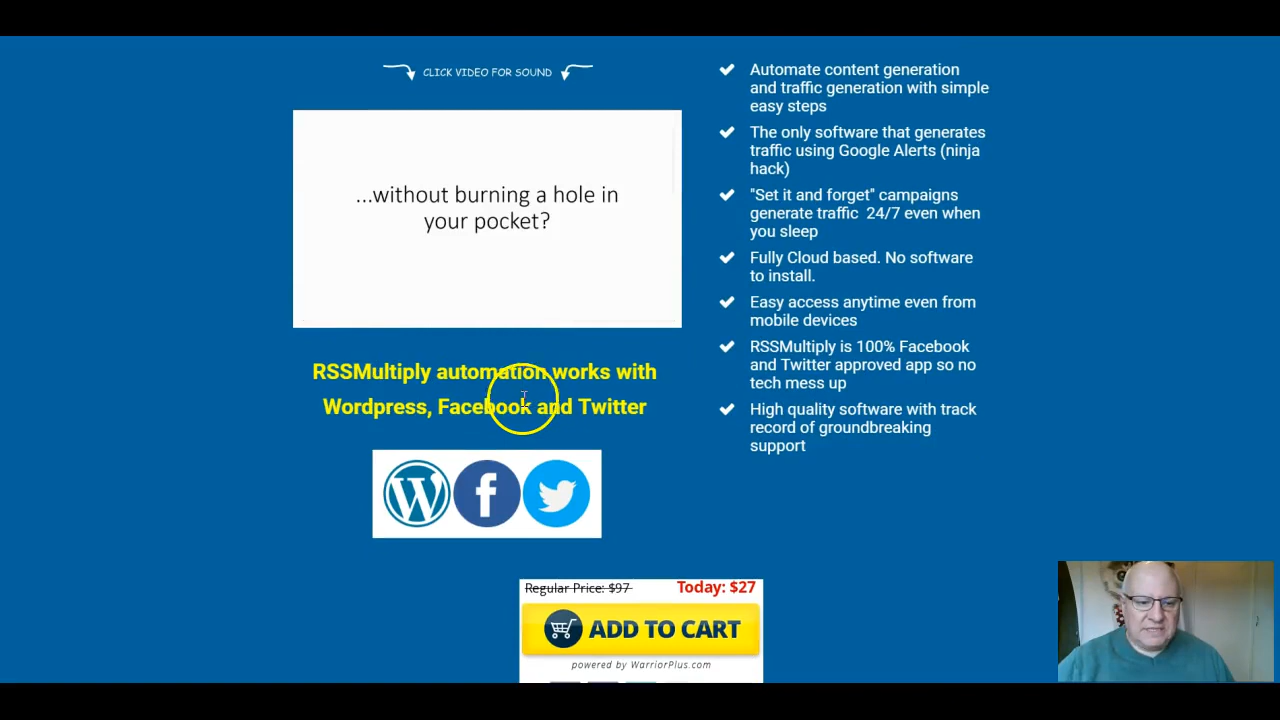 CLICK VIDEO FOR SOUND
...without burning a hole in
your pocket?
RSSMultiply automation works with
Wordpress, Facebook and Twitter
Automate content generation
and traffic generation with simple
easy steps
The only software that generates
traffic using Google Alerts (ninja
hack)
"Set it and forget" campaigns
generate traffic 24/7 even when
you sleep
Fully Cloud based. No software
to install.
Easy access anytime even from
mobile devices
RSSMultiply is 100% Facebook
and Twitter approved app so no
tech mess up
High quality software with track
record of groundbreaking
support
Regular Price: $97 Today: $27
ADD TO CART
powered by WarriorPlus.com